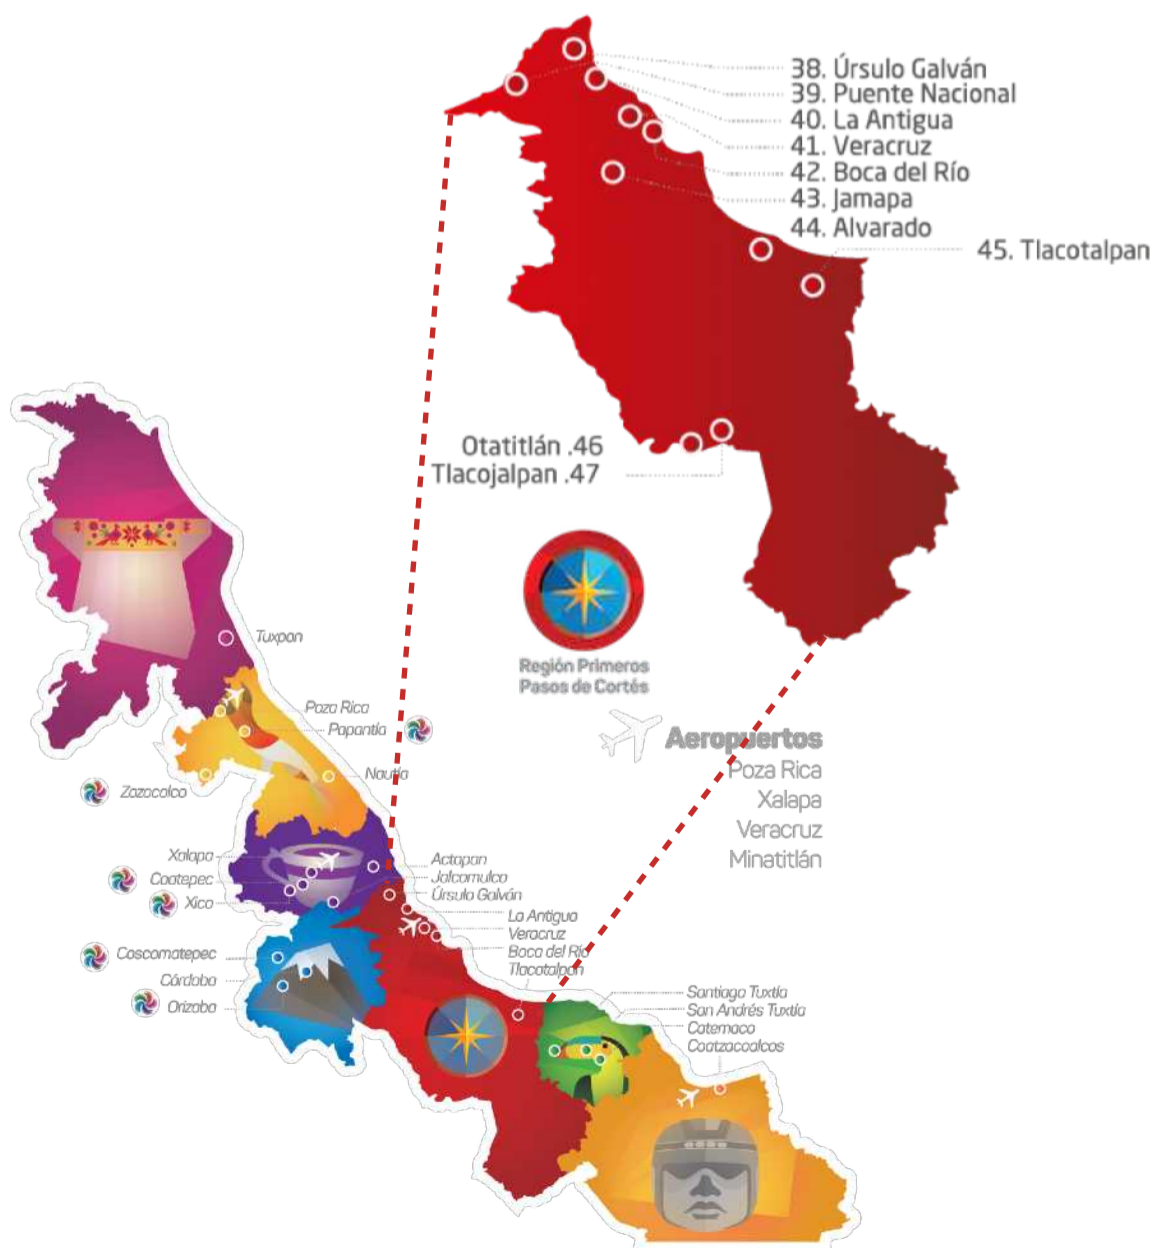 38. Úrsulo Galván
39. Puente Nacional
40. La Antigua
41. Veracruz
42. Boca del Río
43. Jamapa
44. Alvarado
45. Tlacotalpan
Otatitlán .46
Tlacojalpan .47
Región Primeros
Pasos de Cortés
Aeropuertos
Poza Rica
Xalapa
Veracruz
Minatitlán
Tuxpan
Poza Rica
Papantla
Nautla
Zozocolco
Xalapa
Coatepec
Xico
Actopan
Jalcomulco
Úrsulo Galván
La Antigua
Veracruz
Boca del Río
Tlacotalpan
Coscomatepec
Córdoba
Orizaba
Santiago Tuxtla
San Andrés Tuxtla
Catemaco
Coatzacoalcos